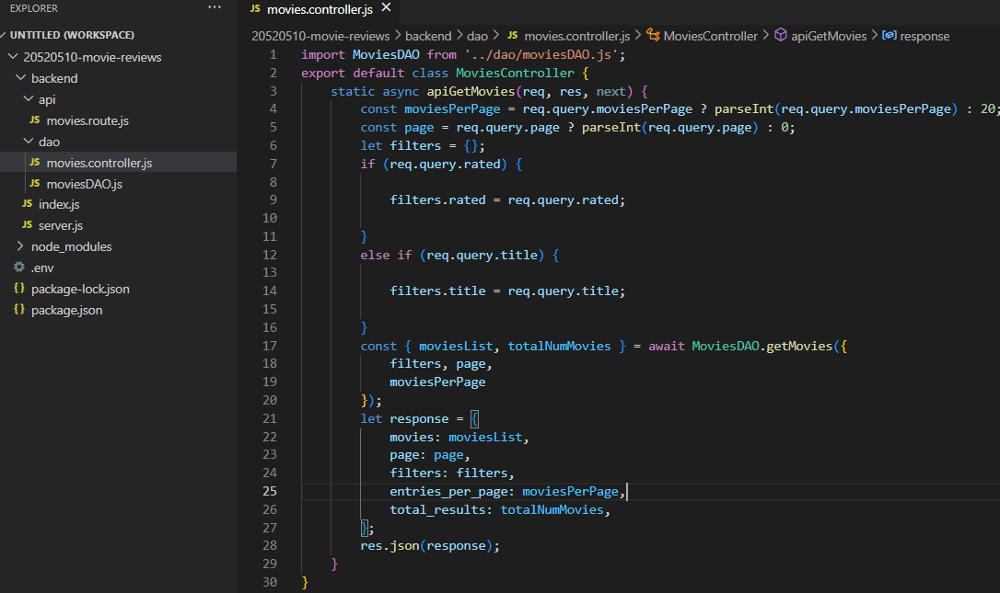 EXPLORER ...
UNTITLED (WORKSPACE)
20520510-movie-reviews
backend
api
JS movies.route.js
dao
JS movies.controller.js
JS moviesDAO.js
JS index.js
JS server.js
node_modules
.env
{} package-lock.json
{} package.json
JS movies.controller.js
20520510-movie-reviews > backend > dao > JS movies.controller.js > MoviesController > apiGetMovies > response
1 import MoviesDAO from '../dao/moviesDAO.js';
2 export default class MoviesController {
3 static async apiGetMovies(req, res, next) {
4 const moviesPerPage = req.query.moviesPerPage ? parseInt(req.query.moviesPerPage) : 20;
5 const page = req.query.page ? parseInt(req.query.page) : 0;
6 let filters = {};
7 if (req.query.rated) {
8
9 filters.rated = req.query.rated;
10
11 }
12 else if (req.query.title) {
13
14 filters.title = req.query.title;
15
16 }
17 const { moviesList, totalNumMovies } = await MoviesDAO.getMovies({
18 filters, page,
19 moviesPerPage
20 });
21 let response = {
22 movies: moviesList,
23 page: page,
24 filters: filters,
25 entries_per_page: moviesPerPage,
26 total_results: totalNumMovies,
27 };
28 res.json(response);
29 }
30 }